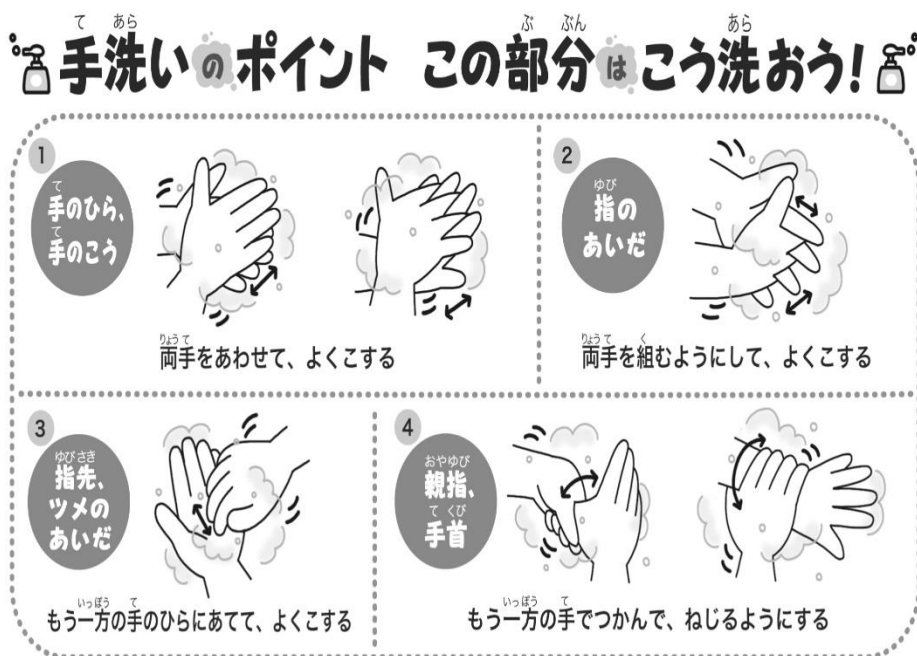 手洗いのポイント この部分はこう洗おう!
1
手のひら、
手のこう
両手をあわせて、よくこする
2
指の
あいだ
両手を組むようにして、よくこする
3
指先、
ツメの
あいだ
もう一方の手のひらにあてて、よくこする
4
親指、
手首
もう一方の手でつかんで、ねじるようにする